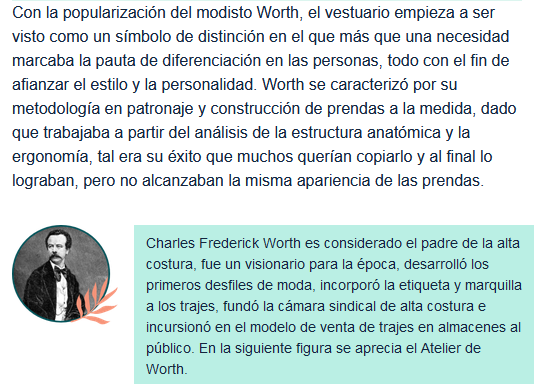 Con la popularización del modisto Worth, el vestuario empieza a ser
visto como un símbolo de distinción en el que más que una necesidad
marcaba la pauta de diferenciación en las personas, todo con el fin de
afianzar el estilo y la personalidad. Worth se caracterizó por su
metodología en patronaje y construcción de prendas a la medida, dado
que trabajaba a partir del análisis de la estructura anatómica y la
ergonomía, tal era su éxito que muchos querían copiarlo y al final lo
lograban, pero no alcanzaban la misma apariencia de las prendas.
Charles Frederick Worth es considerado el padre de la alta
costura, fue un visionario para la época, desarrolló los
primeros desfiles de moda, incorporó la etiqueta y marquilla
a los trajes, fundó la cámara sindical de alta costura e
incursionó en el modelo de venta de trajes en almacenes al
público. En la siguiente figura se aprecia el Atelier de
Worth.